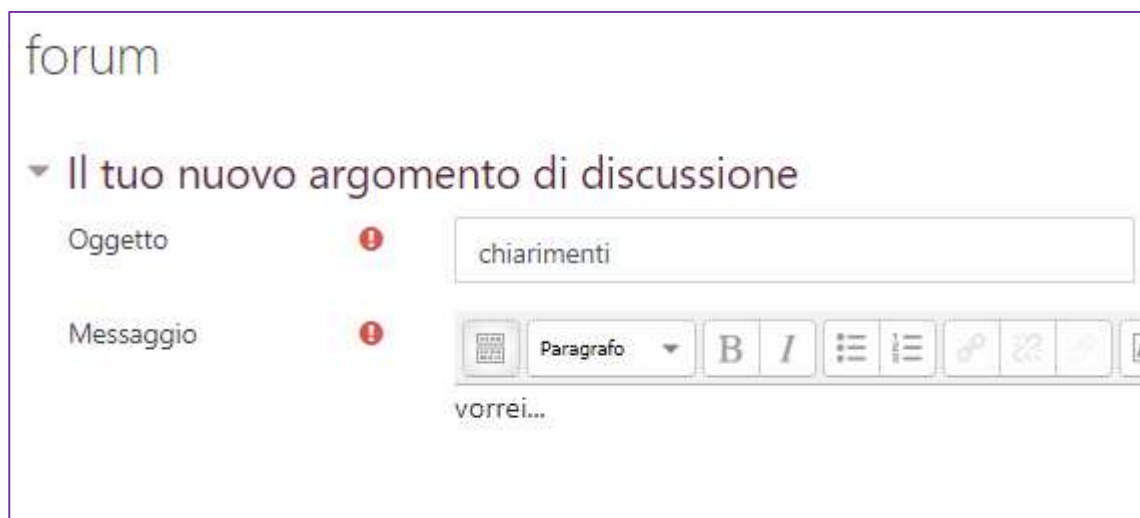 forum
Il tuo nuovo argomento di discussione
Oggetto
chiarimenti
Messaggio
Paragrafo B I
vorrei...